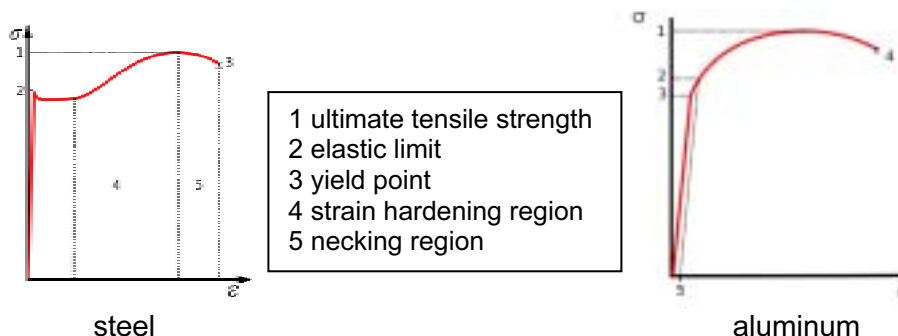 σ
1
2
3
4
5
ε
steel
1 ultimate tensile strength
2 elastic limit
3 yield point
4 strain hardening region
5 necking region
σ
1
2
3
4
aluminum